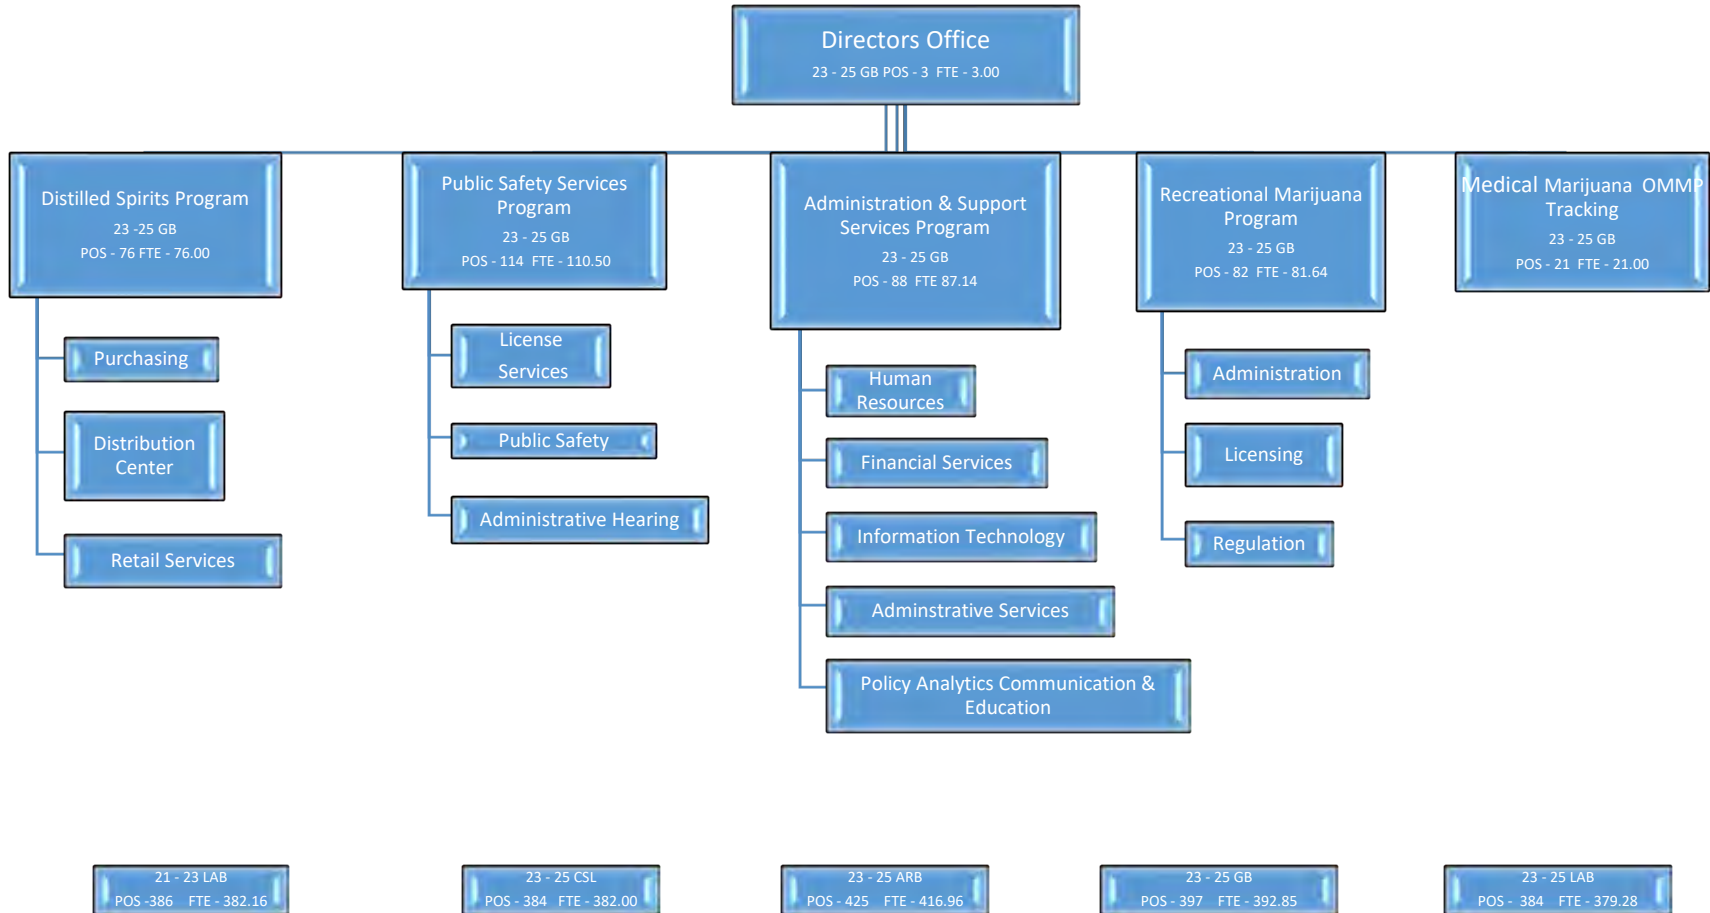 Directors Office
23 - 25 GB POS - 3 FTE - 3.00
Distilled Spirits Program
23 -25 GB
POS - 76 FTE - 76.00
Purchasing
Distribution
Center
Retail Services
Public Safety Services
Program
23 - 25 GB
POS - 114 FTE - 110.50
License
Services
Public Safety
Administrative Hearing
Administration & Support
Services Program
23 - 25 GB
POS - 88 FTE 87.14
Human
Resources
Financial Services
Information Technology
Adminstrative Services
Policy Analytics Communication &
Education
Recreational Marijuana
Program
23 - 25 GB
POS - 82 FTE - 81.64
Administration
Licensing
Regulation
Medical Marijuana OMMP
Tracking
23 - 25 GB
POS - 21 FTE - 21.00
21 - 23 LAB
POS -386 FTE - 382.16
23 - 25 CSL
POS - 384 FTE - 382.00
23 - 25 ARB
POS - 425 FTE - 416.96
23 - 25 GB
POS - 397 FTE - 392.85
23 - 25 LAB
POS - 384 FTE - 379.28